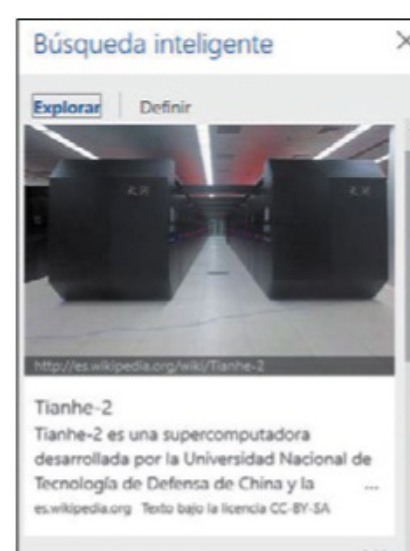 Búsqueda inteligente
Explorar Definir
http://es.wikipedia.org/wiki/Tianhe-2
Tianhe-2
Tianhe-2 es una supercomputadora
desarrollada por la Universidad Nacional de
Tecnología de Defensa de China y la ...
es.wikipedia.org Texto bajo la licencia CC-BY-SA